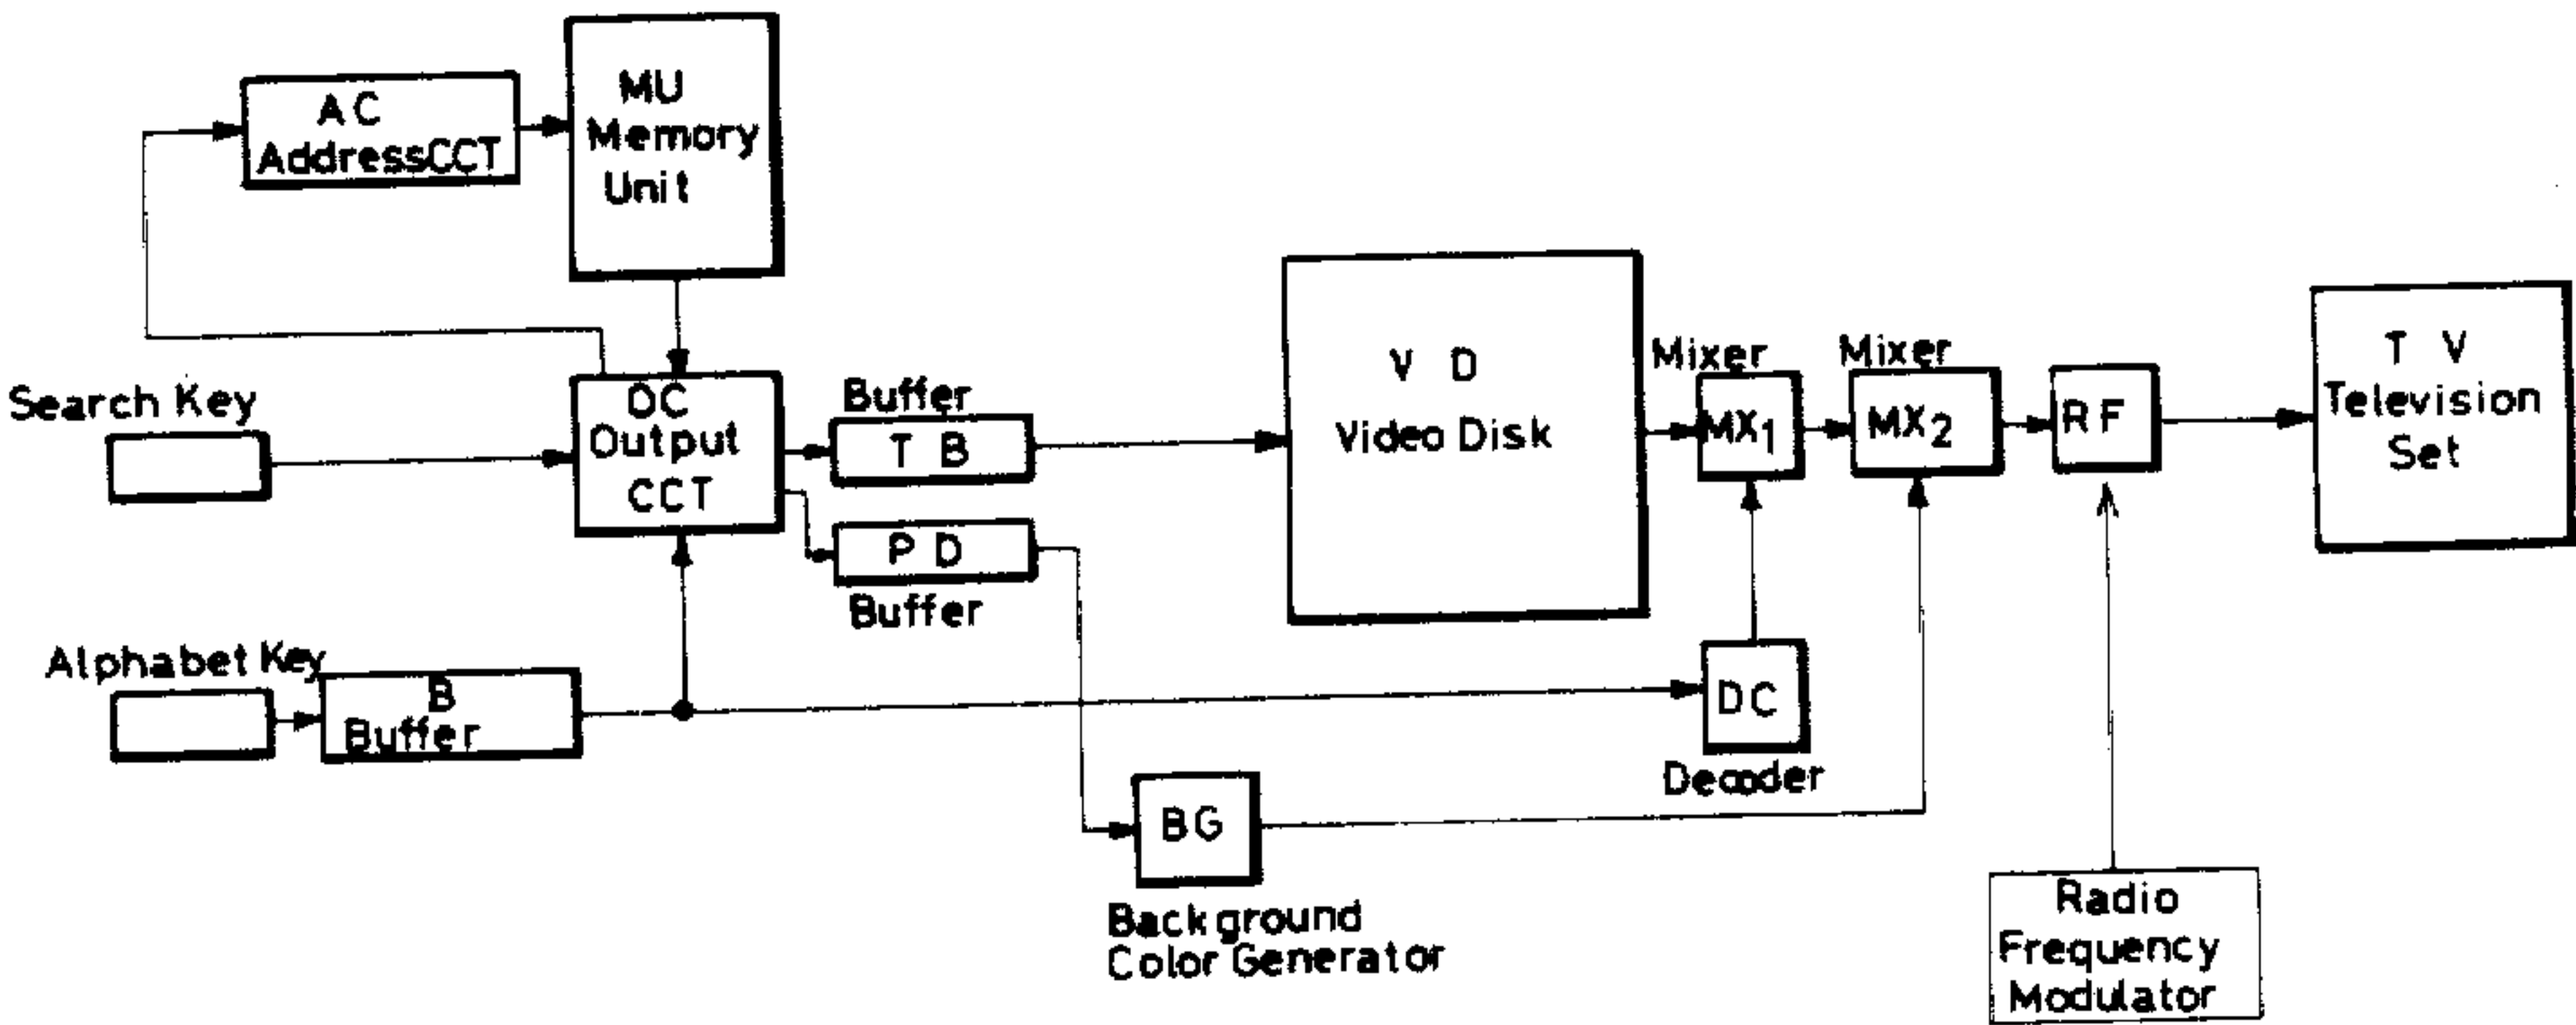 MU
Memory
Unit
AC
AddressCCT
Search Key
OC
Output
CCT
Buffer
T B
P D
Buffer
V D
Video Disk
Mixer
MX1
Mixer
MX2
RF
T V
Television
Set
Alphabet Key
B
Buffer
DC
Decoder
BG
Background
Color Generator
Radio
Frequency
Modulator